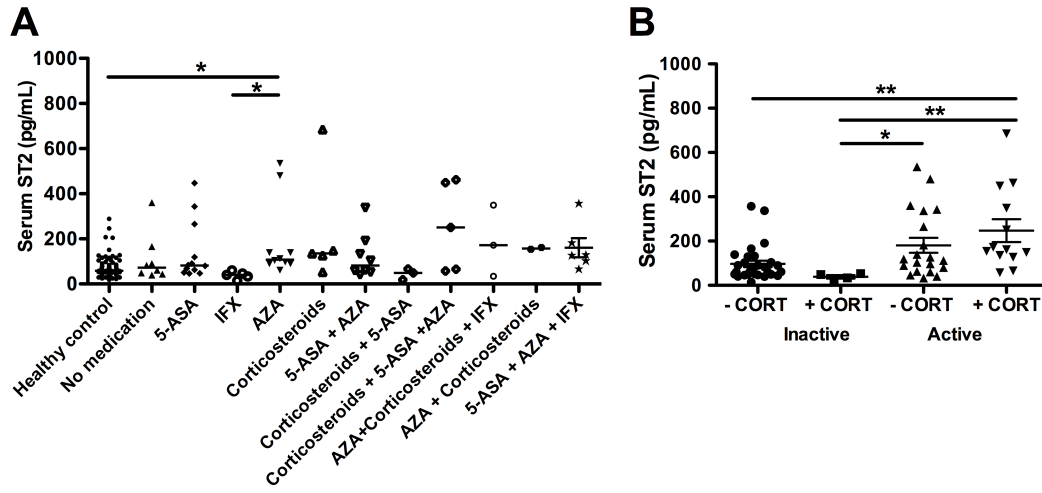 A
Serum ST2 (pg/mL)
1000
800
600
400
200
0
*
*
Healthy control
No medication
5-ASA
IFX
AZA
Corticosteroids
5-ASA + AZA
Corticosteroids + 5-ASA
Corticosteroids + 5-ASA +AZA
AZA+Corticosteroids + IFX
AZA + Corticosteroids
5-ASA + AZA + IFX
B
Serum ST2 (pg/mL)
1000
800
600
400
200
0
**
**
*
- CORT + CORT - CORT + CORT
Inactive Active